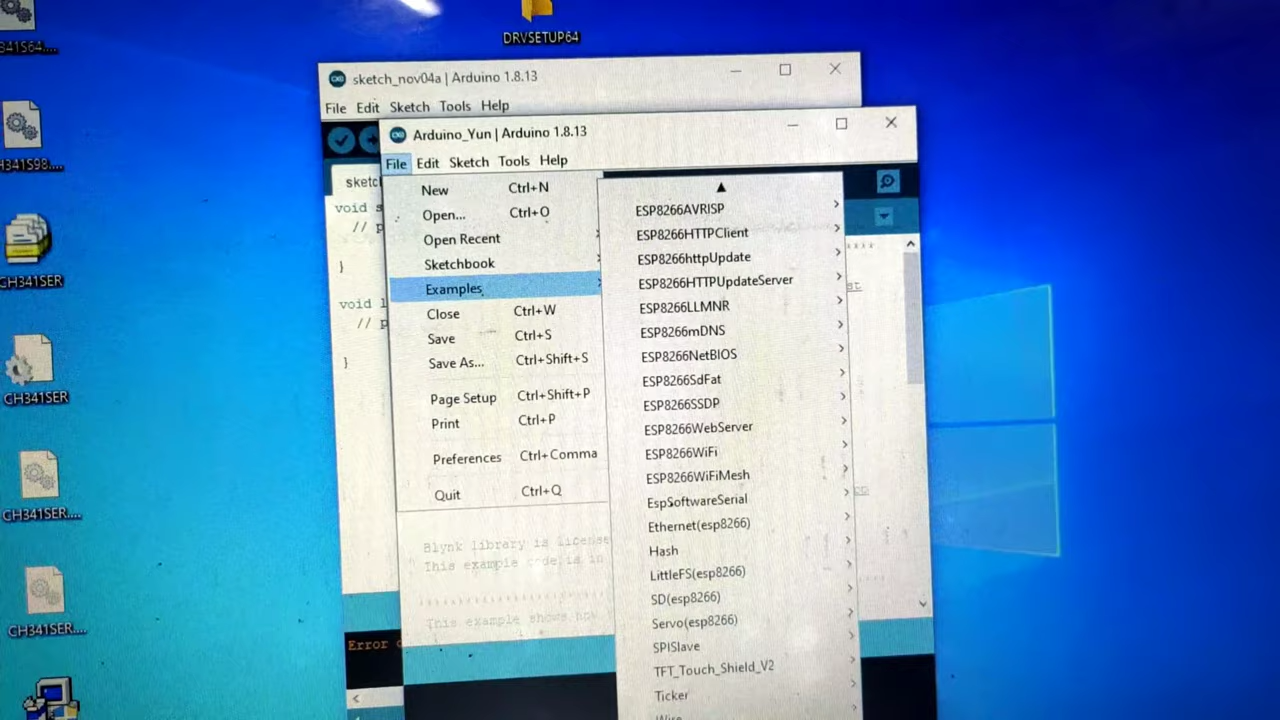 341S64....
DRVSETUP64
sketch_nov04a | Arduino 1.8.13
File Edit Sketch Tools Help
H341S98....
Arduino_Yun | Arduino 1.8.13
File Edit Sketch Tools Help
New Ctrl+N
Open... Ctrl+O
Open Recent
Sketchbook
Examples
Close Ctrl+W
Save Ctrl+S
Save As... Ctrl+Shift+S
Page Setup Ctrl+Shift+P
Print Ctrl+P
Preferences Ctrl+Comma
Quit Ctrl+Q
ESP8266AVRISP
ESP8266HTTPClient
ESP8266httpUpdate
ESP8266HTTPUpdateServer
ESP8266LLMNR
ESP8266mDNS
ESP8266NetBIOS
ESP8266SdFat
ESP8266SSDP
ESP8266WebServer
ESP8266WiFi
ESP8266WiFiMesh
EspSoftwareSerial
Ethernet(esp8266)
Hash
LittleFS(esp8266)
SD(esp8266)
Servo(esp8266)
SPISlave
TFT_Touch_Shield_V2
Ticker
Wire
sketc
void s
// p
}
void l
// p
}
Blynk library is license
This example code is in
This example shows how
Error
CH341SER
CH341SER
CH341SER....
CH341SER....